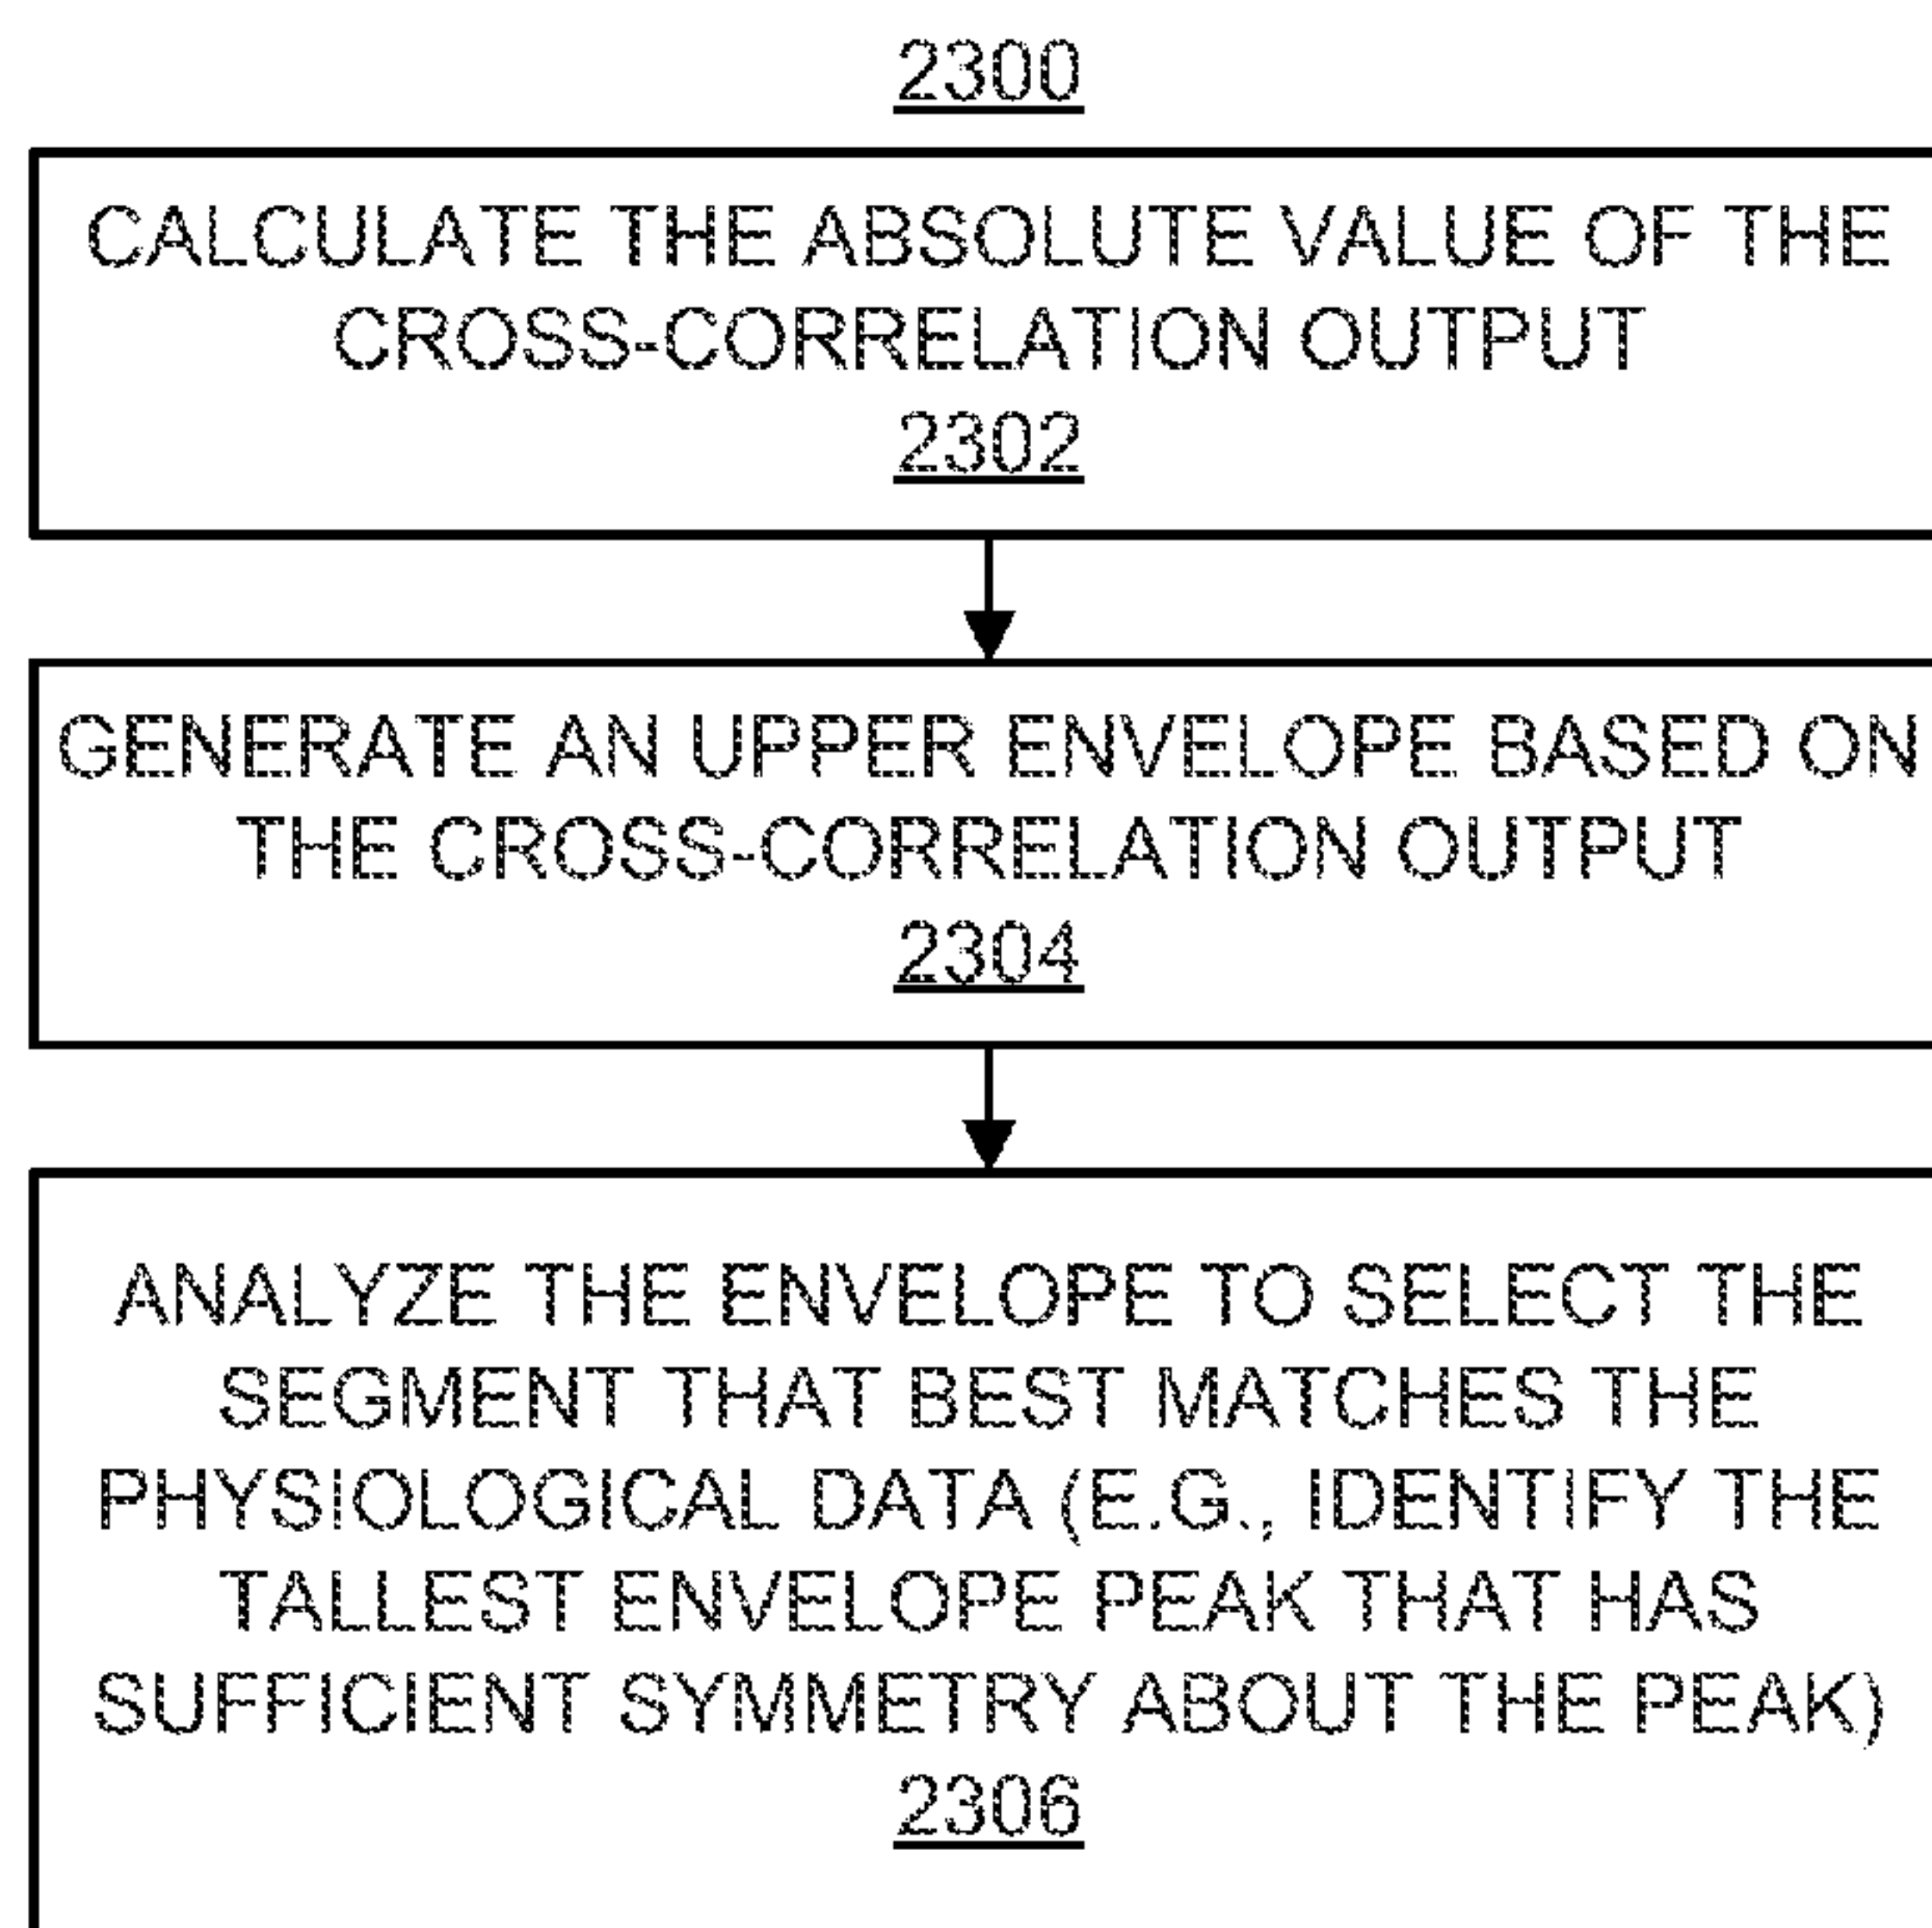 2300
CALCULATE THE ABSOLUTE VALUE OF THE
CROSS-CORRELATION OUTPUT
2302
GENERATE AN UPPER ENVELOPE BASED ON
THE CROSS-CORRELATION OUTPUT
2304
ANALYZE THE ENVELOPE TO SELECT THE
SEGMENT THAT BEST MATCHES THE
PHYSIOLOGICAL DATA (E.G., IDENTIFY THE
TALLEST ENVELOPE PEAK THAT HAS
SUFFICIENT SYMMETRY ABOUT THE PEAK)
2306